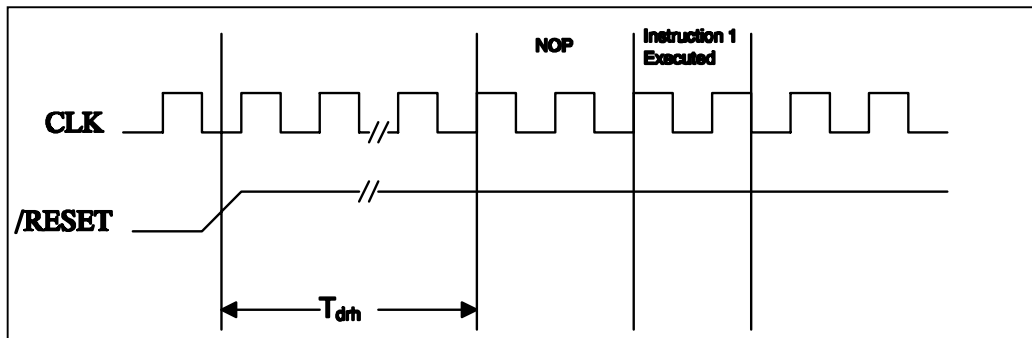 NOP
Instruction 1
Executed
CLK
/RESET
Tdrh